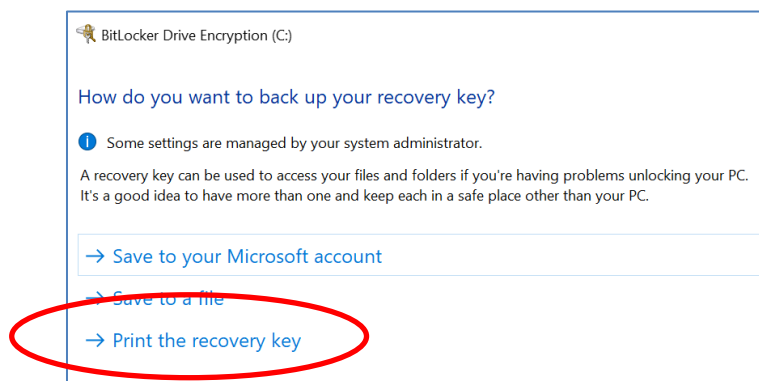 BitLocker Drive Encryption (C:)
How do you want to back up your recovery key?
Some settings are managed by your system administrator.
A recovery key can be used to access your files and folders if you're having problems unlocking your PC.
It's a good idea to have more than one and keep each in a safe place other than your PC.
→ Save to your Microsoft account
→ Save to a file
→ Print the recovery key